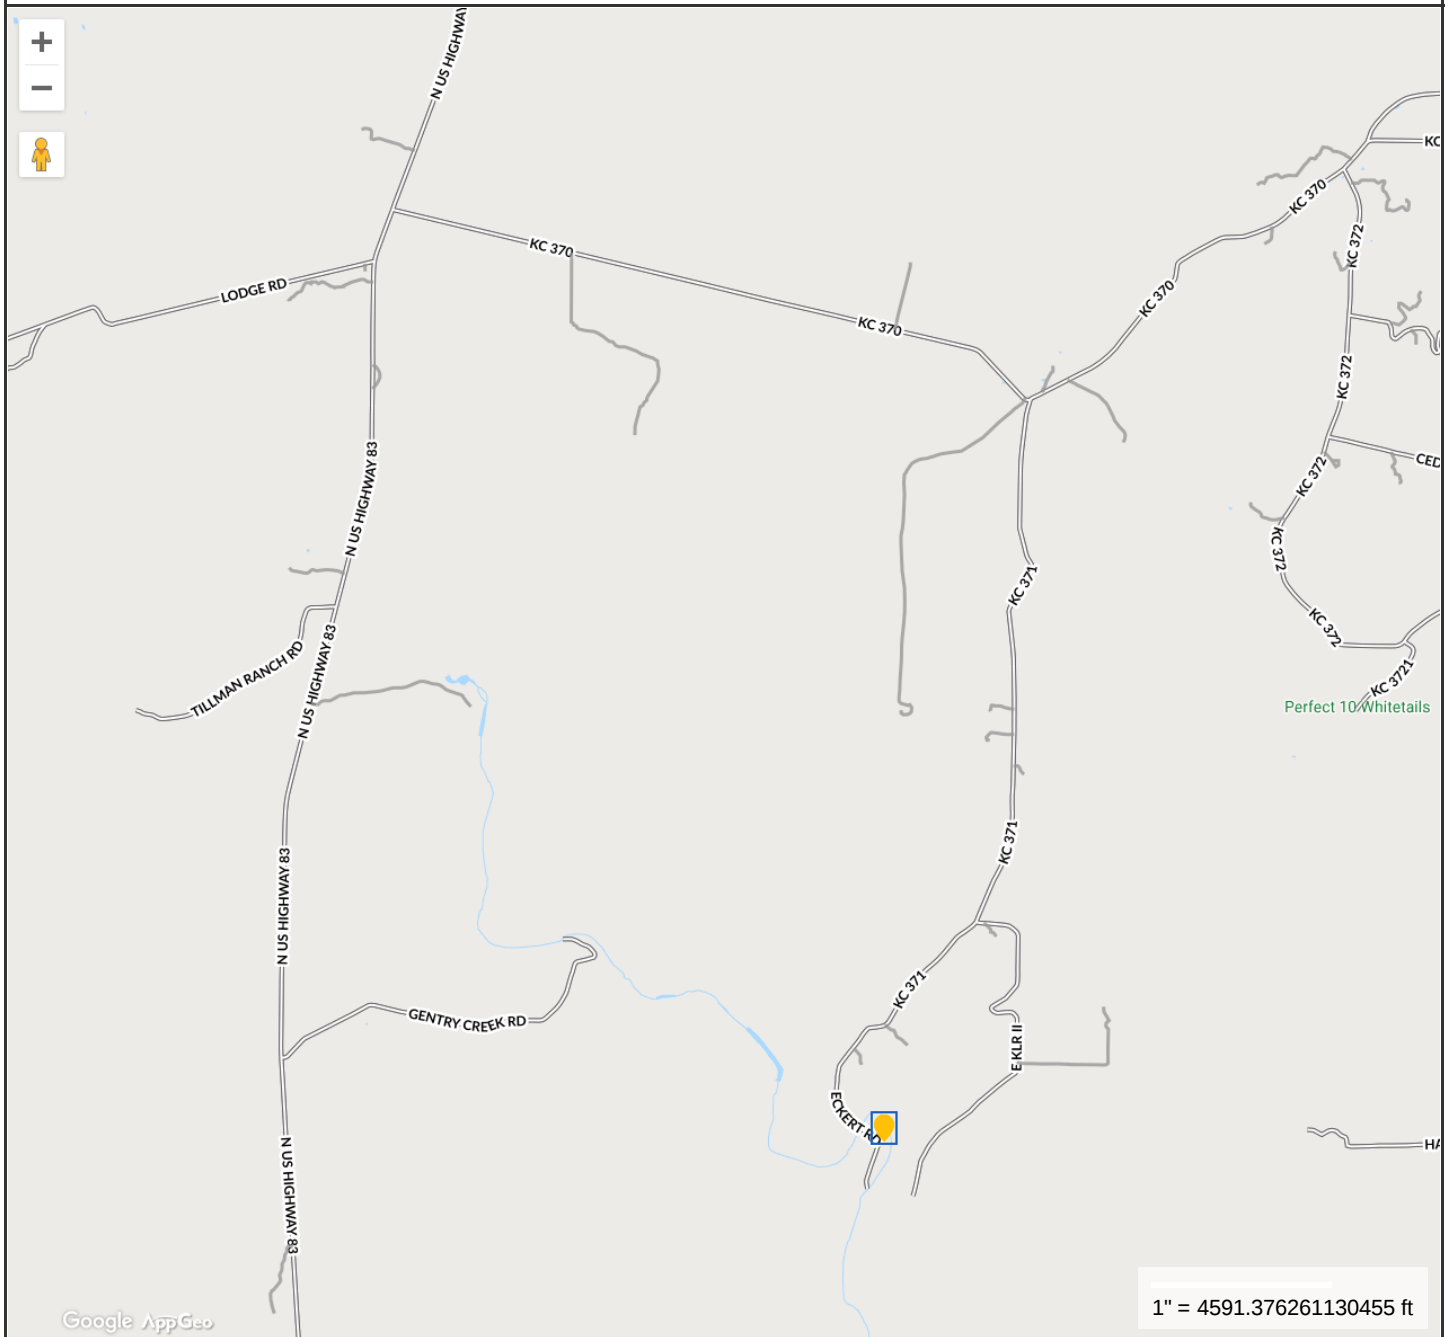 +
−
N US HIGHWAY
KC
KC 370
KC 372
KC 370
LODGE RD
KC 370
KC 370
KC 372
N US HIGHWAY 83
CED
KC 372
KC 372
KC 371
KC 372
TILLMAN RANCH RD
N US HIGHWAY 83
KC 3721
Perfect 10 Whitetails
KC 371
N US HIGHWAY 83
KC 371
GENTRY CREEK RD
E KLR II
ECKERT RD
HA
N US HIGHWAY 83
1" = 4591.376261130455 ft
Google AppGeo